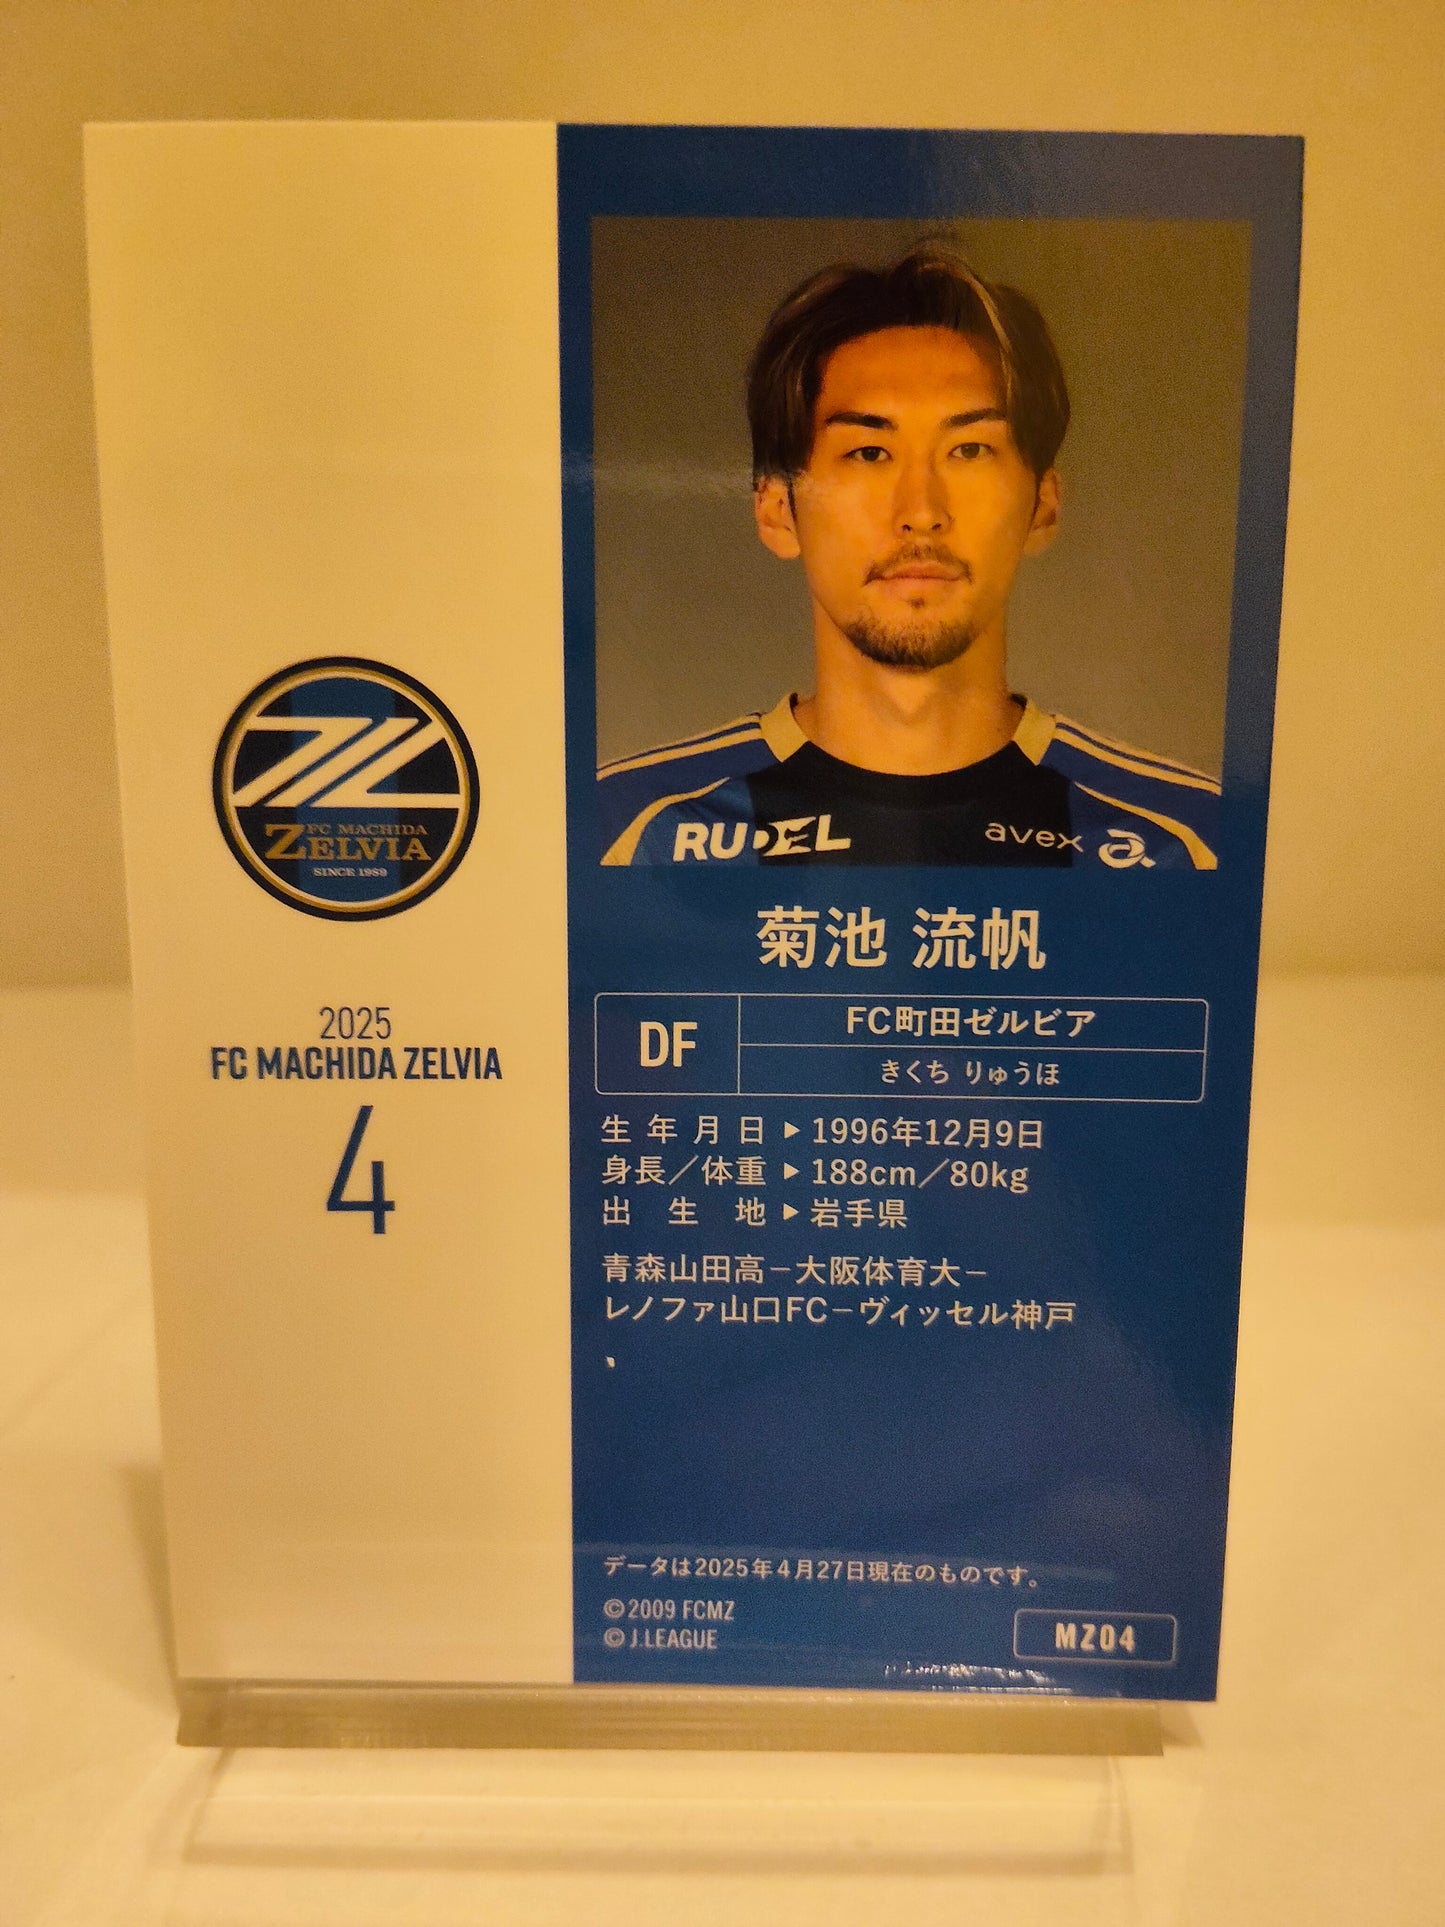 FC MACHIDA
ZELVIA
SINCE 1989
2025
FC MACHIDA ZELVIA
4
RUDEL
avex
菊池 流帆
DF
FC町田ゼルビア
きくち りゅうほ
生年月日▶1996年12月9日
身長／体重▶188cm／80kg
出生地▶岩手県
青森山田高−大阪体育大−
レノファ山口FC−ヴィッセル神戸
データは2025年4月27日現在のものです。
©2009 FCMZ
©J.LEAGUE
MZ04